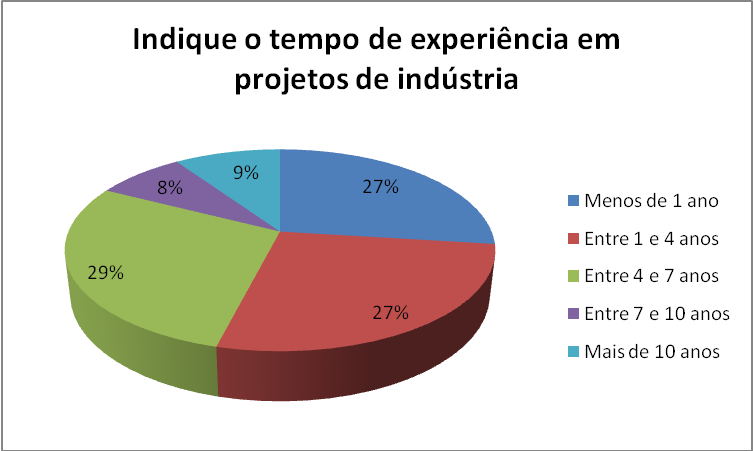 Indique o tempo de experiência em
projetos de indústria
9%
27%
8%
29%
27%
Menos de 1 ano
Entre 1 e 4 anos
Entre 4 e 7 anos
Entre 7 e 10 anos
Mais de 10 anos